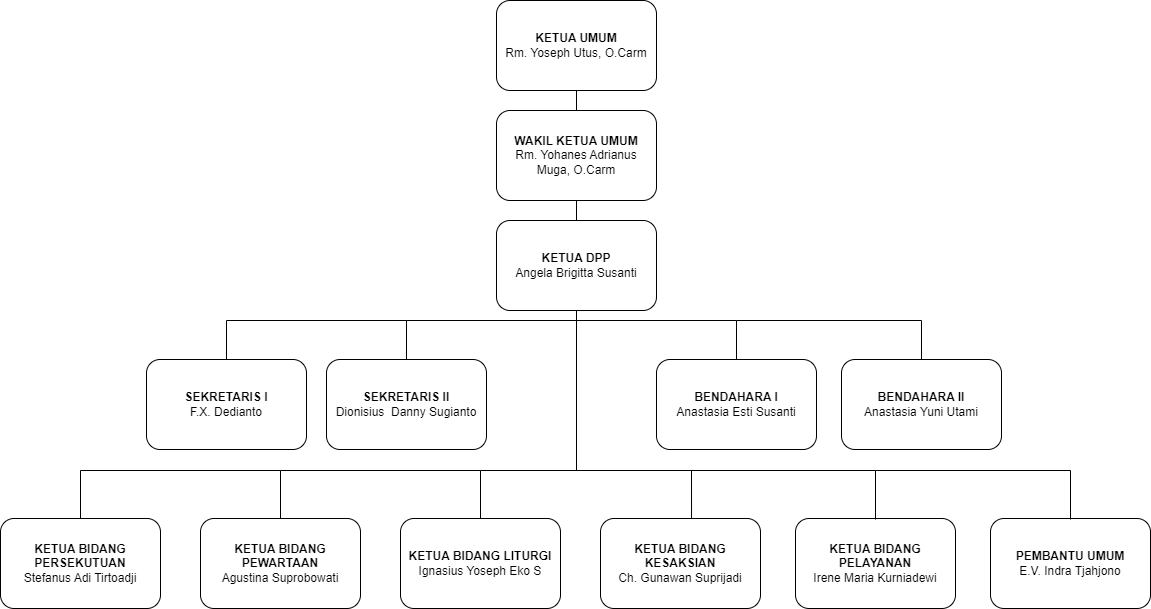 KETUA UMUM
Rm. Yoseph Utus, O.Carm
WAKIL KETUA UMUM
Rm. Yohanes Adrianus
Muga, O.Carm
KETUA DPP
Angela Brigitta Susanti
SEKRETARIS I
F.X. Dedianto
SEKRETARIS II
Dionisius  Danny Sugianto
BENDAHARA I
Anastasia Esti Susanti
BENDAHARA II
Anastasia Yuni Utami
KETUA BIDANG
PERSEKUTUAN
Stefanus Adi Tirtoadji
KETUA BIDANG
PEWARTAAN
Agustina Suprobowati
KETUA BIDANG LITURGI
Ignasius Yoseph Eko S
KETUA BIDANG
KESAKSIAN
Ch. Gunawan Suprijadi
KETUA BIDANG
PELAYANAN
Irene Maria Kurniadewi
PEMBANTU UMUM
E.V. Indra Tjahjono